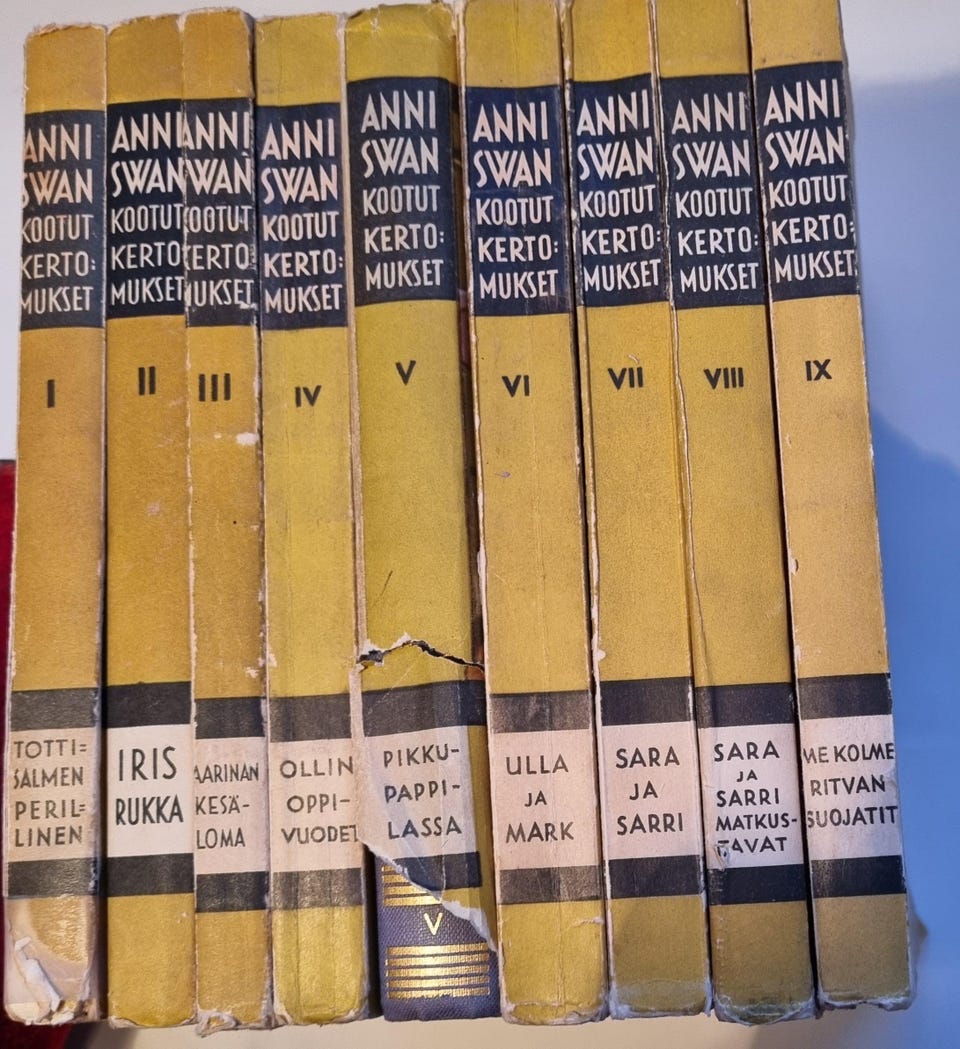 ANNI
SWAN
KOOTUT
KERTO:
MUKSET
I
TOTTI=
SALMEN
PERIL=
LINEN
ANNI
SWAN
KOOTUT
KERTO:
MUKSET
II
IRIS
RUKKA
ANNI
SWAN
KOOTUT
KERTO:
MUKSET
III
AARINAN
KESÄ-
LOMA
ANNI
SWAN
KOOTUT
KERTO:
MUKSET
IV
OLLIN
OPPI-
VUODET
ANNI
SWAN
KOOTUT
KERTO:
MUKSET
V
PIKKU-
PAPPI-
LASSA
V
ANNI
SWAN
KOOTUT
KERTO:
MUKSET
VI
ULLA
JA
MARK
ANNI
SWAN
KOOTUT
KERTO:
MUKSET
VII
SARA
JA
SARRI
ANNI
SWAN
KOOTUT
KERTO:
MUKSET
VIII
SARA
JA
SARRI
MATKUS-
TAVAT
ANNI
SWAN
KOOTUT
KERTO:
MUKSET
IX
ME KOLME
RITVAN
SUOJATIT